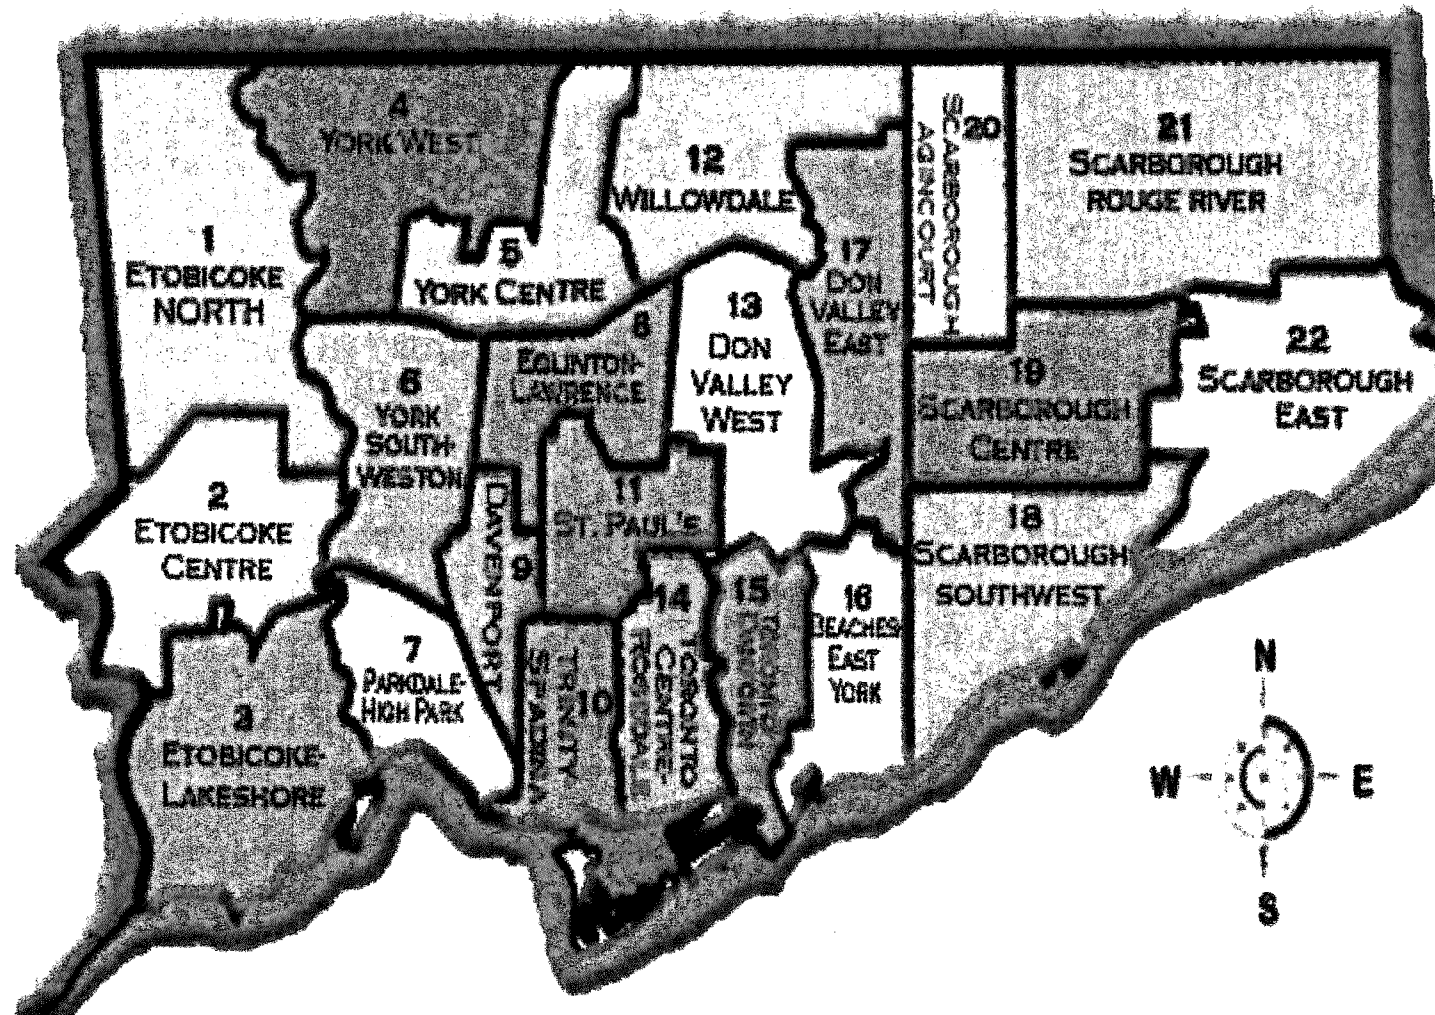 1
ETOBICOKE
NORTH
2
ETOBICOKE
CENTRE
3
ETOBICOKE-
LAKESHORE
4
YORK WEST
5
YORK CENTRE
6
YORK
SOUTH-
WESTON
7
PARKDALE-
HIGH PARK
8
EGLINTON-
LAWRENCE
9
DAVENPORT
10
TRINITY
SPADINA
11
ST. PAUL'S
12
WILLOWDALE
13
DON
VALLEY
WEST
14
TORONTO
CENTRE-
ROSEDALE
15
16
BEACHES-
EAST
YORK
17
DON
VALLEY
EAST
18
SCARBOROUGH
SOUTHWEST
19
SCARBOROUGH
CENTRE
20
SCARBOROUGH
AGINCOURT
21
SCARBOROUGH
ROUGE RIVER
22
SCARBOROUGH
EAST
N
W E
S